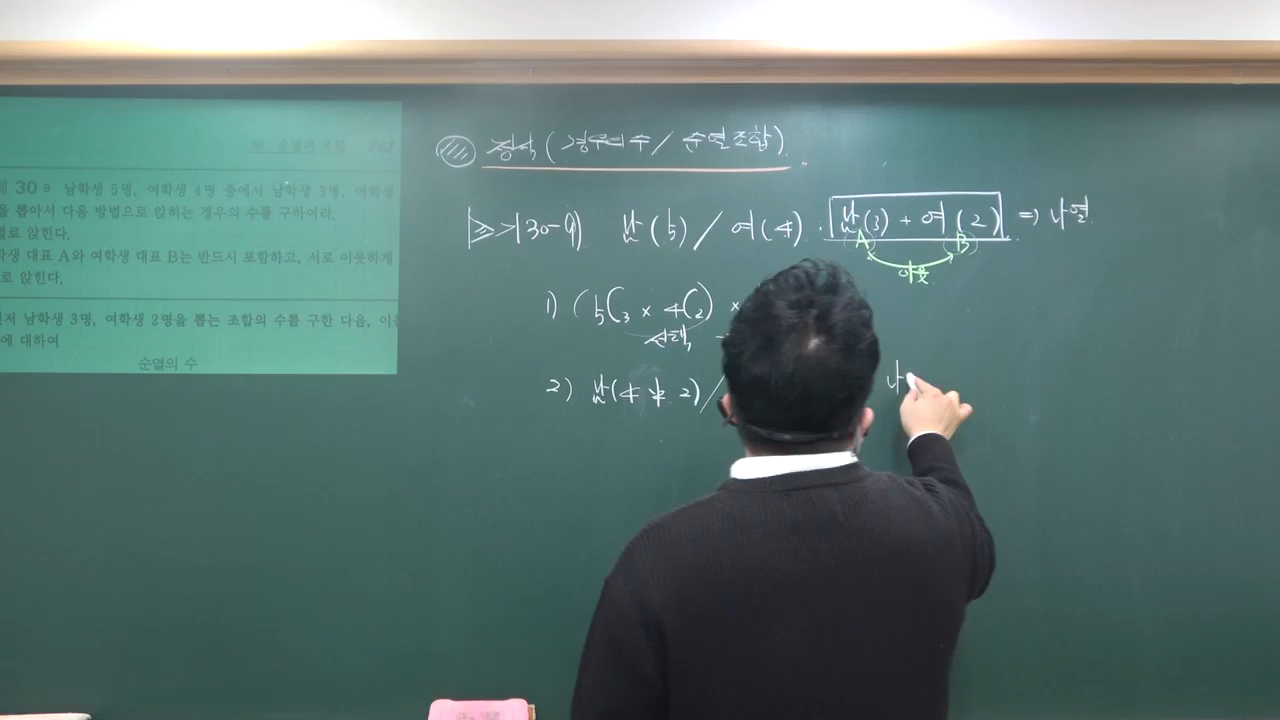 30 순열과 조합 263
제 30 9 남학생 5명, 여학생 4명 중에서 남학생 3명, 여학생
을 뽑아서 다음 방법으로 앉히는 경우의 수를 구하여라.
렬로 앉힌다.
학생 대표 A와 여학생 대표 B는 반드시 포함하고, 서로 이웃하게
로 앉힌다.
먼저 남학생 3명, 여학생 2명을 뽑는 조합의 수를 구한 다음, 이들
에 대하여
순열의 수
정석 (경우의 수 / 순열조합)
130-9) 남(5) / 여(4) : 남(3) + 여(2) ⇒ 나열
A B
이웃
1) (5C3 × 4C2) ×
선택
2) 남(4 中 2) / 나